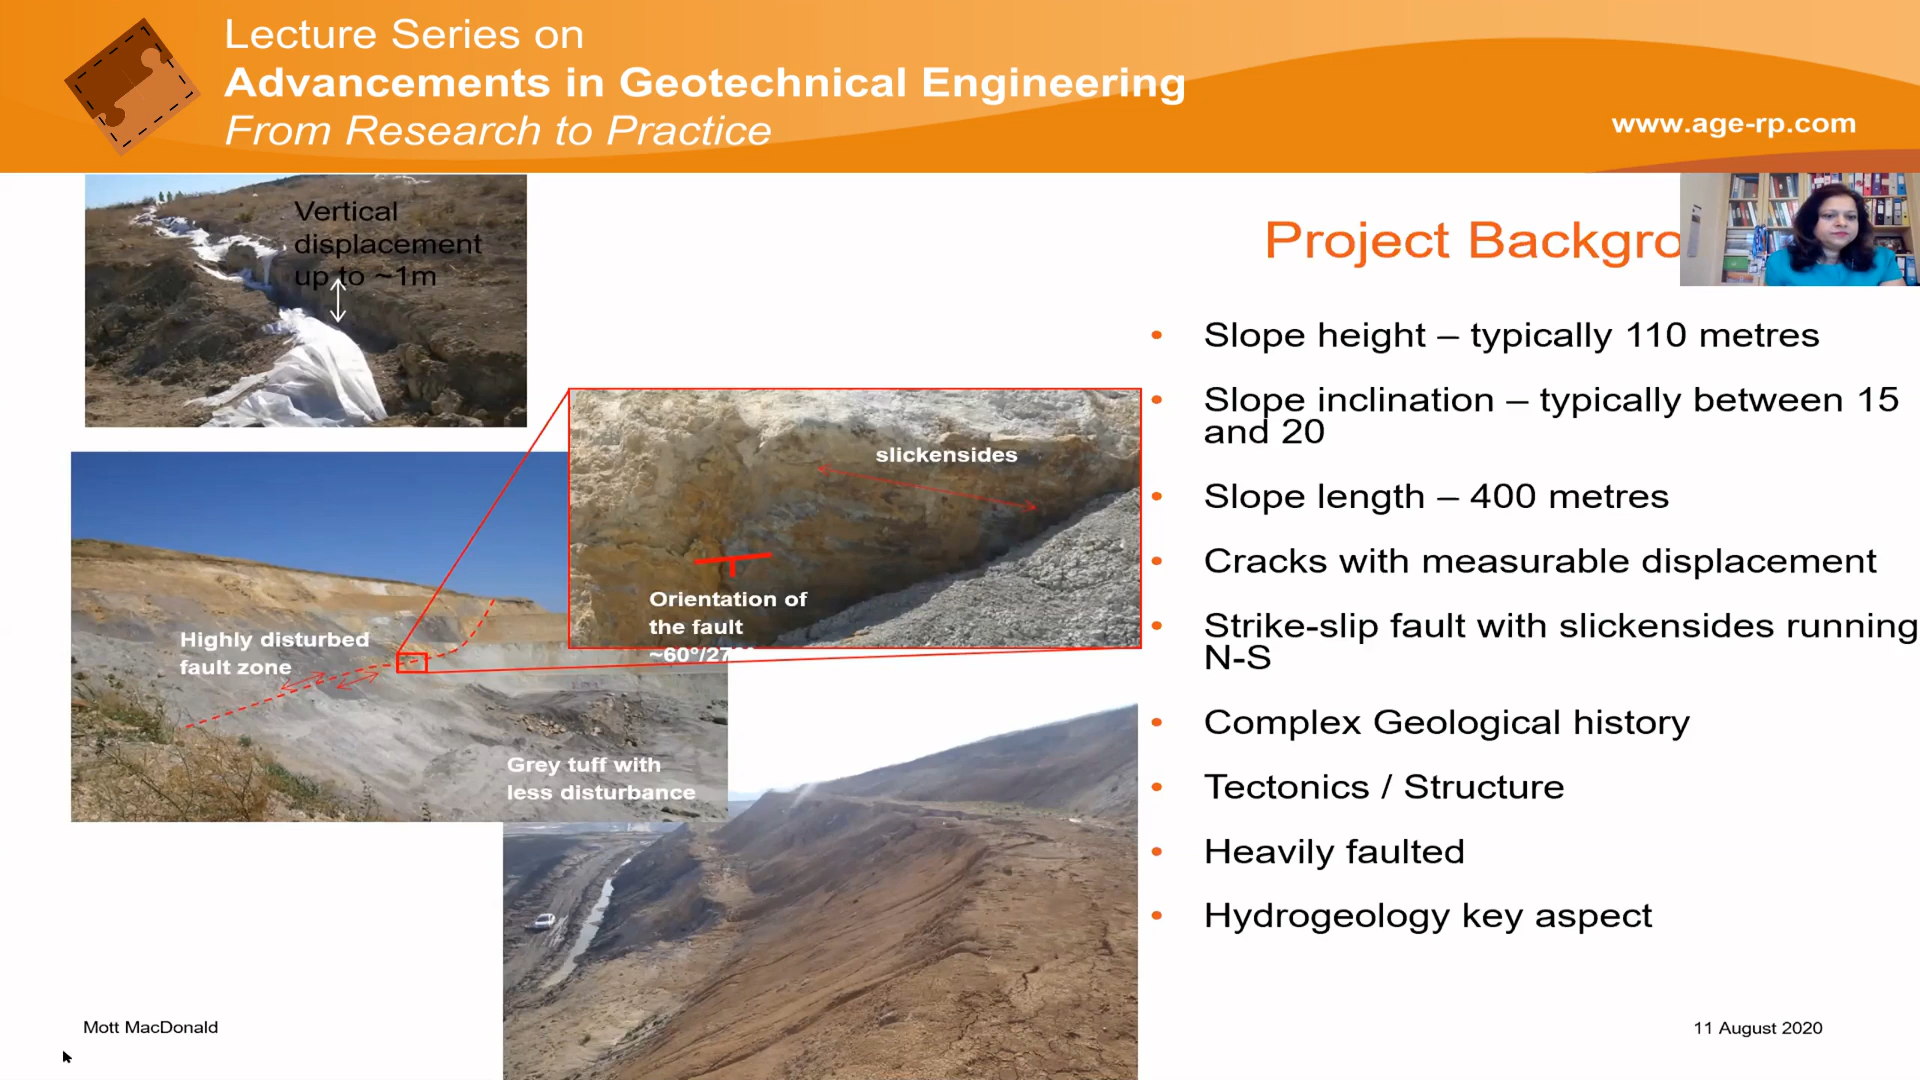 Lecture Series on
Advancements in Geotechnical Engineering
From Research to Practice
www.age-rp.com
Vertical
displacement
up to ~1m
Project Backgro
slickensides
Orientation of
the fault
Highly disturbed
fault zone
Grey tuff with
less disturbance
• Slope height – typically 110 metres
• Slope inclination – typically between 15
and 20
• Slope length – 400 metres
• Cracks with measurable displacement
• Strike-slip fault with slickensides running
N-S
• Complex Geological history
• Tectonics / Structure
• Heavily faulted
• Hydrogeology key aspect
Mott MacDonald
11 August 2020